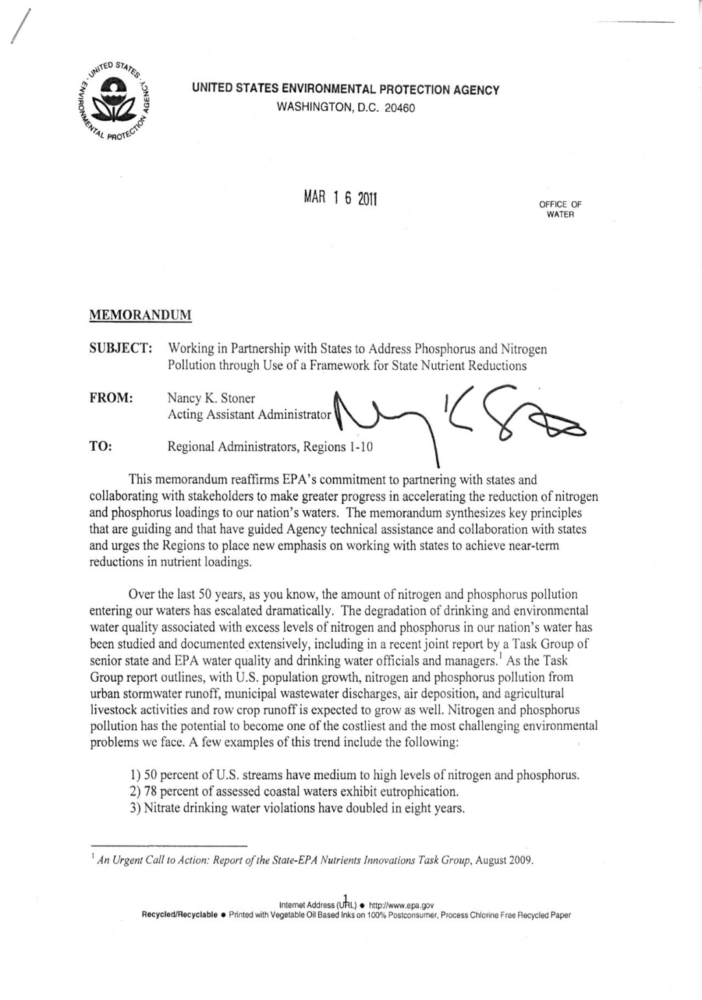 UNITED STATES ENVIRONMENTAL PROTECTION AGENCY
WASHINGTON, D.C. 20460
· UNITED STATES ·
ENVIRONMENTAL PROTECTION AGENCY
MAR 16 2011
OFFICE OF
WATER
MEMORANDUM
SUBJECT: Working in Partnership with States to Address Phosphorus and Nitrogen
Pollution through Use of a Framework for State Nutrient Reductions
FROM: Nancy K. Stoner
Acting Assistant Administrator
TO: Regional Administrators, Regions 1-10
This memorandum reaffirms EPA's commitment to partnering with states and
collaborating with stakeholders to make greater progress in accelerating the reduction of nitrogen
and phosphorus loadings to our nation's waters. The memorandum synthesizes key principles
that are guiding and that have guided Agency technical assistance and collaboration with states
and urges the Regions to place new emphasis on working with states to achieve near-term
reductions in nutrient loadings.
Over the last 50 years, as you know, the amount of nitrogen and phosphorus pollution
entering our waters has escalated dramatically. The degradation of drinking and environmental
water quality associated with excess levels of nitrogen and phosphorus in our nation's water has
been studied and documented extensively, including in a recent joint report by a Task Group of
senior state and EPA water quality and drinking water officials and managers.1 As the Task
Group report outlines, with U.S. population growth, nitrogen and phosphorus pollution from
urban stormwater runoff, municipal wastewater discharges, air deposition, and agricultural
livestock activities and row crop runoff is expected to grow as well. Nitrogen and phosphorus
pollution has the potential to become one of the costliest and the most challenging environmental
problems we face. A few examples of this trend include the following:
1) 50 percent of U.S. streams have medium to high levels of nitrogen and phosphorus.
2) 78 percent of assessed coastal waters exhibit eutrophication.
3) Nitrate drinking water violations have doubled in eight years.
1 An Urgent Call to Action: Report of the State-EPA Nutrients Innovations Task Group, August 2009.
1
Internet Address (URL) ● http://www.epa.gov
Recycled/Recyclable ● Printed with Vegetable Oil Based Inks on 100% Postconsumer, Process Chlorine Free Recycled Paper